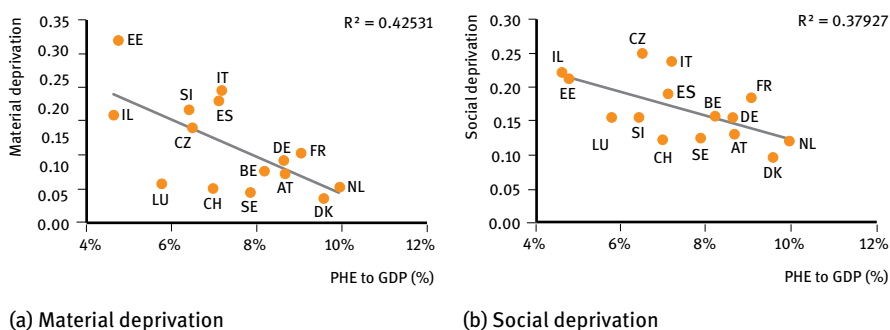 0.35
0.30
0.20
0.15
0.10
0.05
0.00
Material deprivation
R² = 0.42531
EE
IT
SI
ES
IL
CZ
DE
FR
BE
AT
LU
CH
SE
DK
NL
4%
6%
8%
10%
12%
PHE to GDP (%)
(a) Material deprivation
0.30
0.25
0.20
0.15
0.10
0.05
0.00
Social deprivation
R² = 0.37927
CZ
IL
IT
EE
ES
FR
BE
DE
LU
SI
CH
SE
AT
NL
DK
4%
6%
8%
10%
12%
PHE to GDP (%)
(b) Social deprivation